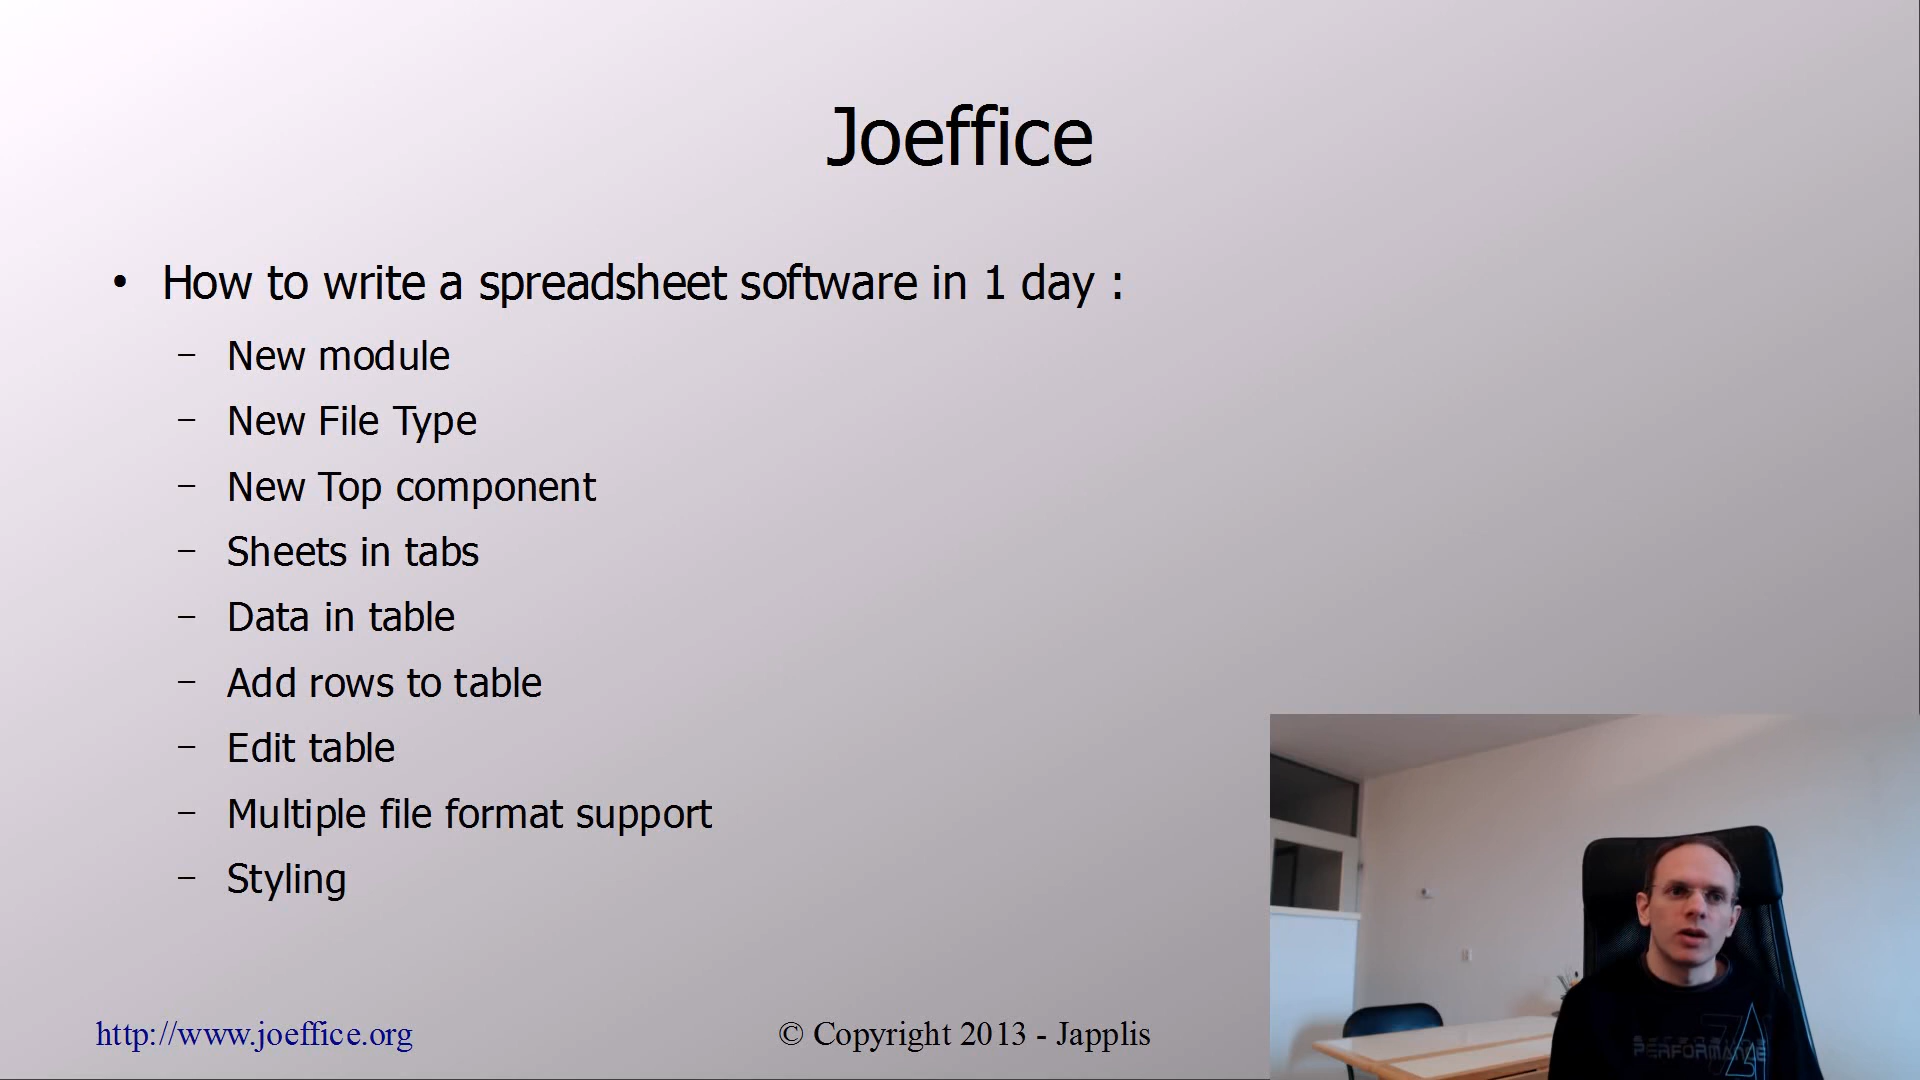 Joeffice
• How to write a spreadsheet software in 1 day :
– New module
– New File Type
– New Top component
– Sheets in tabs
– Data in table
– Add rows to table
– Edit table
– Multiple file format support
– Styling
http://www.joeffice.org
© Copyright 2013 - Japplis
PERFORMANCE